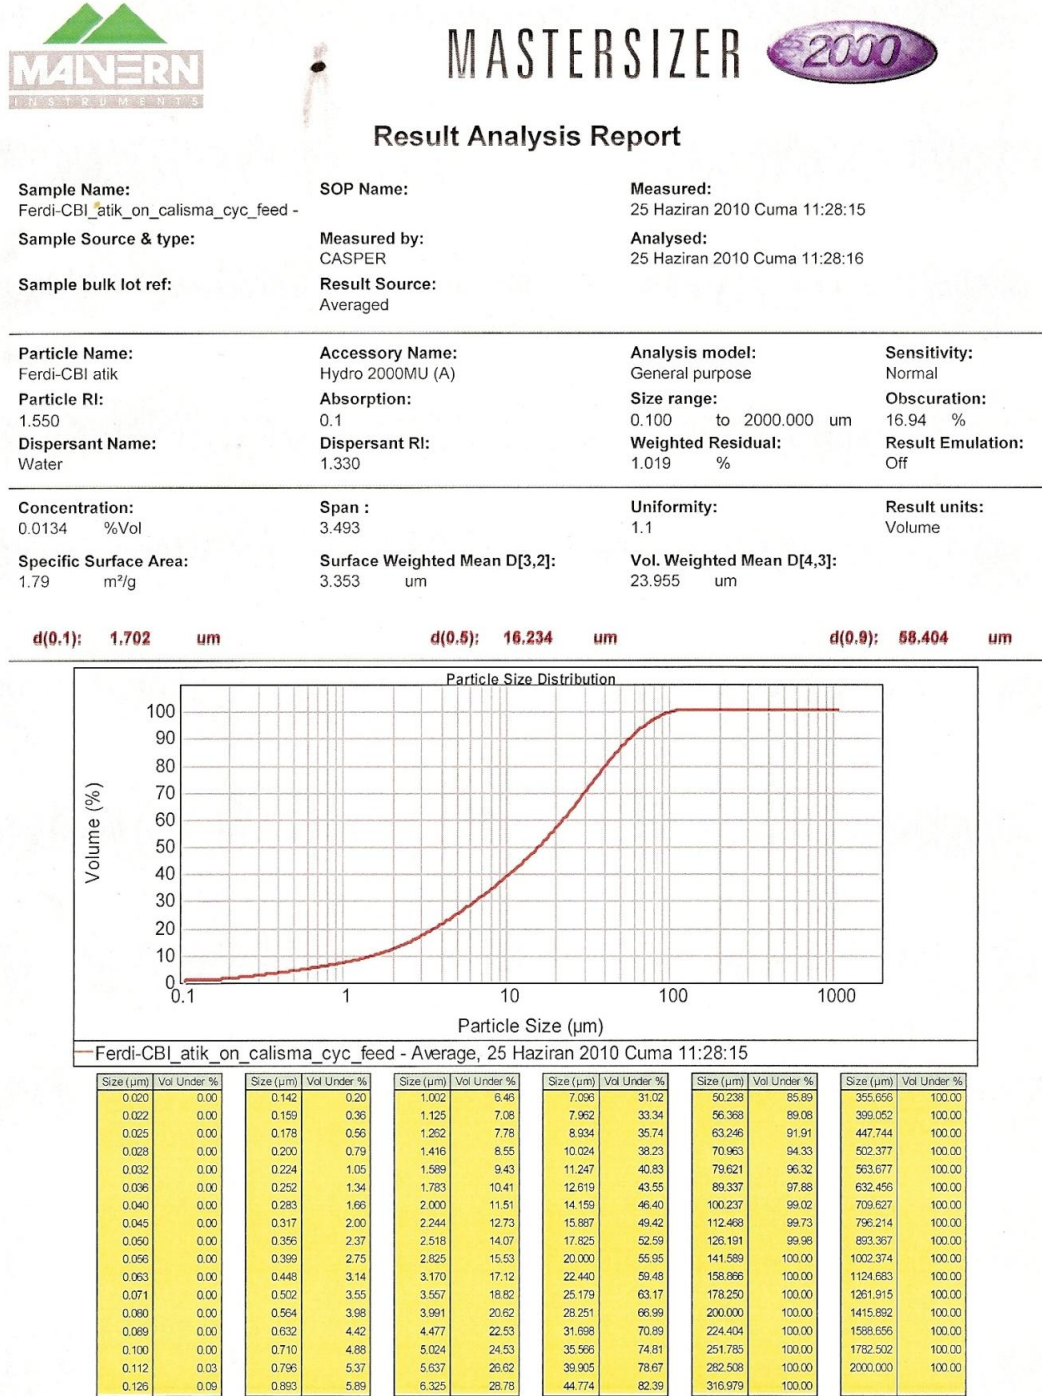 MALVERN
INSTRUMENTS
MASTERSIZER 2000
Result Analysis Report
Sample Name: SOP Name: Measured:
Ferdi-CBI_atik_on_calisma_cyc_feed - 25 Haziran 2010 Cuma 11:28:15
Sample Source & type: Measured by: Analysed:
CASPER 25 Haziran 2010 Cuma 11:28:16
Sample bulk lot ref: Result Source:
Averaged
Particle Name: Accessory Name: Analysis model: Sensitivity:
Ferdi-CBI atik Hydro 2000MU (A) General purpose Normal
Particle RI: Absorption: Size range: Obscuration:
1.550 0.1 0.100 to 2000.000 um 16.94 %
Dispersant Name: Dispersant RI: Weighted Residual: Result Emulation:
Water 1.330 1.019 % Off
Concentration: Span : Uniformity: Result units:
0.0134 %Vol 3.493 1.1 Volume
Specific Surface Area: Surface Weighted Mean D[3,2]: Vol. Weighted Mean D[4,3]:
1.79 m²/g 3.353 um 23.955 um
d(0.1): 1.702 um d(0.5): 16.234 um d(0.9): 58.404 um
Particle Size Distribution
Volume (%)
100
90
80
70
60
50
40
30
20
10
0
0.1 1 10 100 1000
Particle Size (µm)
Ferdi-CBI_atik_on_calisma_cyc_feed - Average, 25 Haziran 2010 Cuma 11:28:15
Size (µm) Vol Under % Size (µm) Vol Under % Size (µm) Vol Under % Size (µm) Vol Under % Size (µm) Vol Under % Size (µm) Vol Under %
0.020 0.00 0.142 0.20 1.002 6.46 7.096 31.02 50.238 85.89 355.656 100.00
0.022 0.00 0.159 0.36 1.125 7.08 7.962 33.34 56.368 89.08 399.052 100.00
0.025 0.00 0.178 0.56 1.262 7.78 8.934 35.74 63.246 91.91 447.744 100.00
0.028 0.00 0.200 0.79 1.416 8.55 10.024 38.23 70.963 94.33 502.377 100.00
0.032 0.00 0.224 1.05 1.589 9.43 11.247 40.83 79.621 96.32 563.677 100.00
0.036 0.00 0.252 1.34 1.783 10.41 12.619 43.55 89.337 97.88 632.456 100.00
0.040 0.00 0.283 1.66 2.000 11.51 14.159 46.40 100.237 99.02 709.627 100.00
0.045 0.00 0.317 2.00 2.244 12.73 15.887 49.42 112.468 99.73 796.214 100.00
0.050 0.00 0.356 2.37 2.518 14.07 17.825 52.59 126.191 99.98 893.367 100.00
0.056 0.00 0.399 2.75 2.825 15.53 20.000 55.95 141.589 100.00 1002.374 100.00
0.063 0.00 0.448 3.14 3.170 17.12 22.440 59.48 158.866 100.00 1124.683 100.00
0.071 0.00 0.502 3.55 3.557 18.82 25.179 63.17 178.250 100.00 1261.915 100.00
0.080 0.00 0.564 3.98 3.991 20.62 28.251 66.99 200.000 100.00 1415.892 100.00
0.089 0.00 0.632 4.42 4.477 22.53 31.698 70.89 224.404 100.00 1588.656 100.00
0.100 0.00 0.710 4.88 5.024 24.53 35.566 74.81 251.785 100.00 1782.502 100.00
0.112 0.03 0.796 5.37 5.637 26.62 39.905 78.67 282.508 100.00 2000.000 100.00
0.126 0.09 0.893 5.89 6.325 28.78 44.774 82.39 316.979 100.00